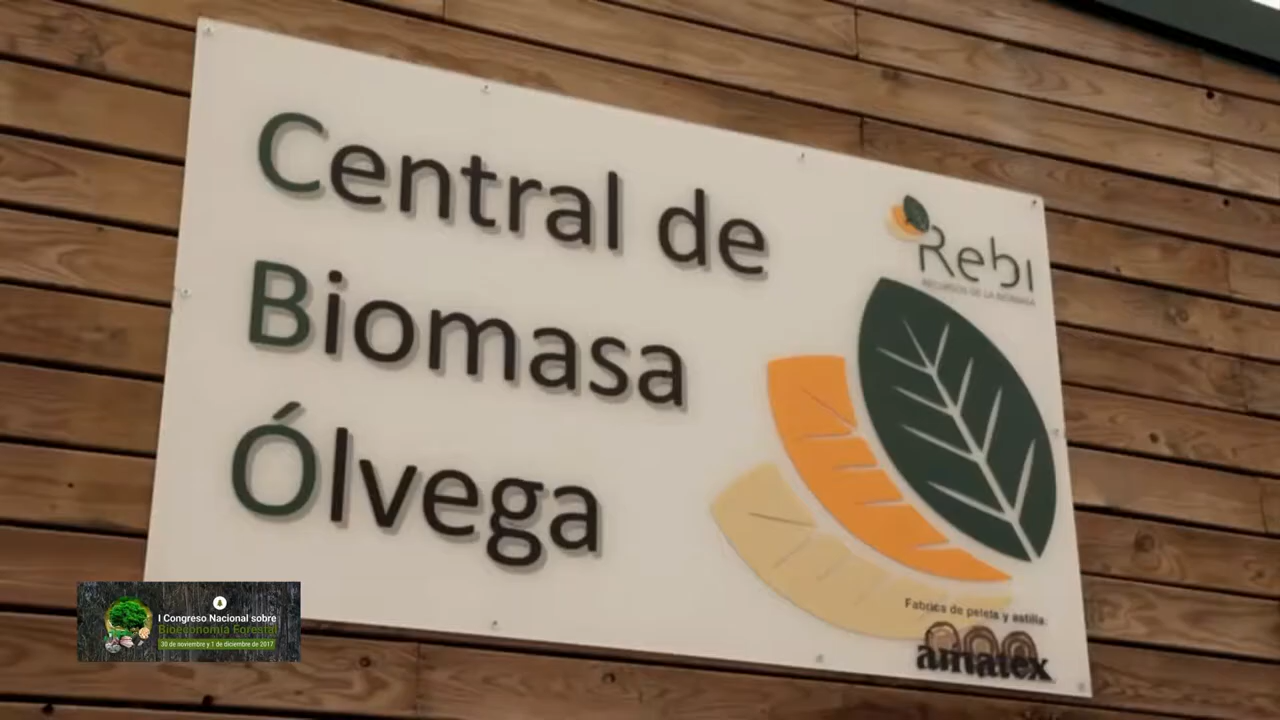 Central de
Biomasa
Ólvega
Rebi
RECURSOS DE LA BIOMASA
Fabrica de peleta y astilla:
amatex
I Congreso Nacional sobre
Bioeconomía Forestal
30 de noviembre y 1 de diciembre de 2017